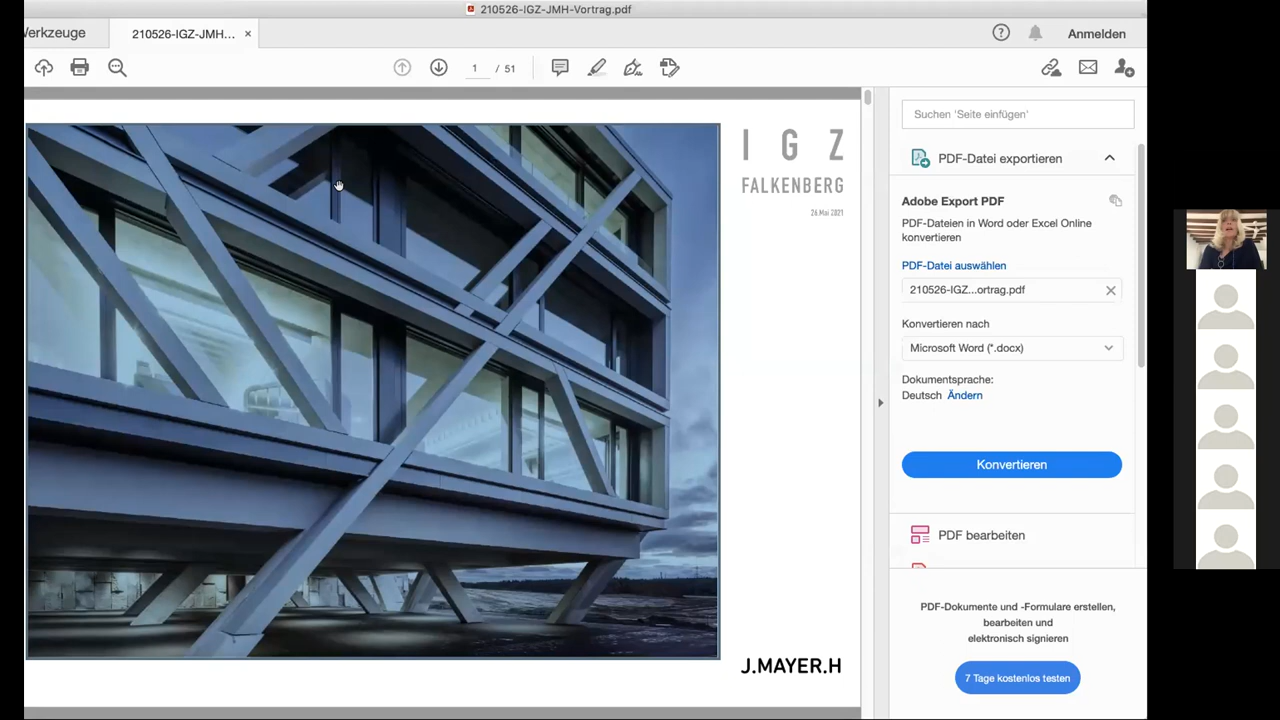 210526-IGZ-JMH-Vortrag.pdf
Verkzeuge
210526-IGZ-JMH... ×
Anmelden
1 / 51
Suchen 'Seite einfügen'
PDF-Datei exportieren
Adobe Export PDF
PDF-Dateien in Word oder Excel Online
konvertieren
PDF-Datei auswählen
210526-IGZ...ortrag.pdf
Konvertieren nach
Microsoft Word (*.docx)
Dokumentsprache:
Deutsch Ändern
Konvertieren
PDF bearbeiten
PDF-Dokumente und -Formulare erstellen,
bearbeiten und
elektronisch signieren
7 Tage kostenlos testen
IGZ
FALKENBERG
26.Mai 2021
J.MAYER.H